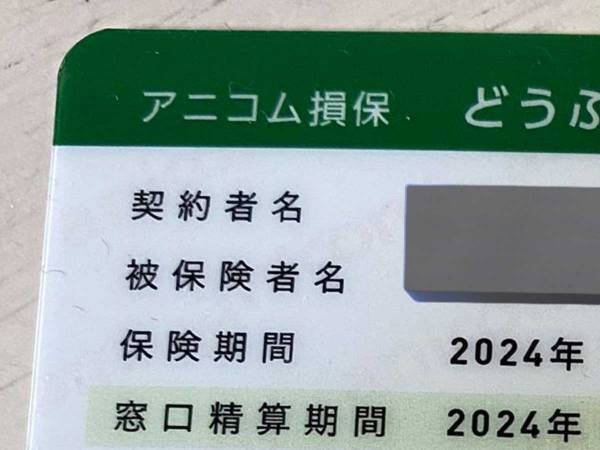 アニコム損保 どうぶ
契約者名
被保険者名
保険期間 2024年
窓口精算期間 2024年